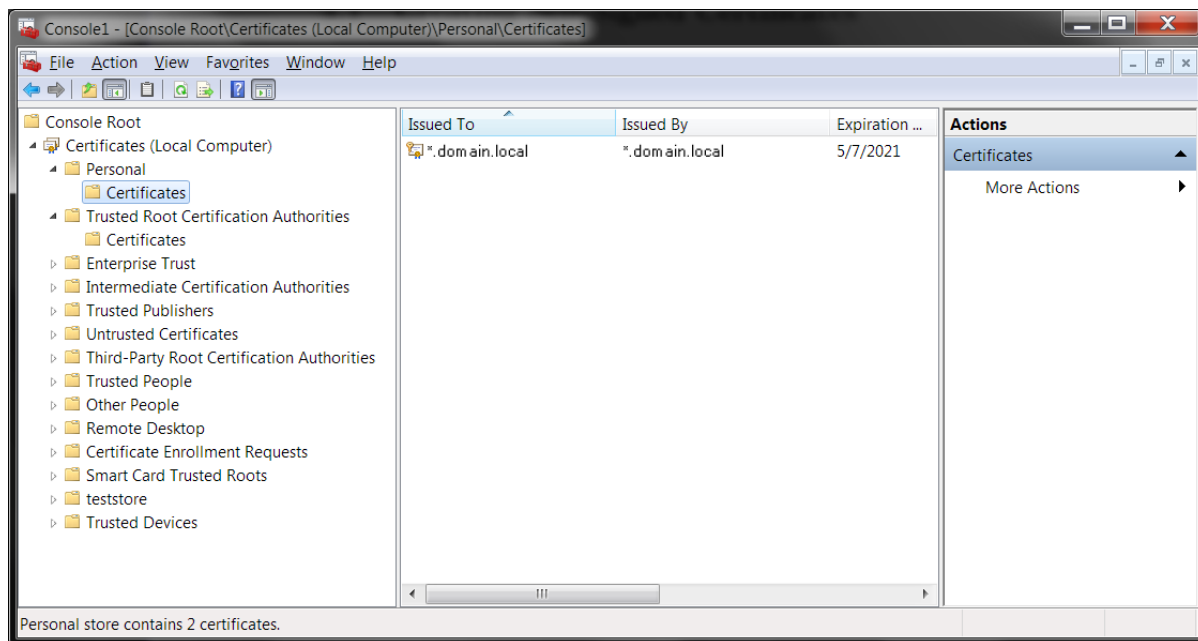 Console1 - [Console Root\Certificates (Local Computer)\Personal\Certificates]
File Action View Favorites Window Help
Console Root
Certificates (Local Computer)
Personal
Certificates
Trusted Root Certification Authorities
Certificates
Enterprise Trust
Intermediate Certification Authorities
Trusted Publishers
Untrusted Certificates
Third-Party Root Certification Authorities
Trusted People
Other People
Remote Desktop
Certificate Enrollment Requests
Smart Card Trusted Roots
teststore
Trusted Devices
Issued To Issued By Expiration ...
*.domain.local *.domain.local 5/7/2021
Actions
Certificates
More Actions
Personal store contains 2 certificates.